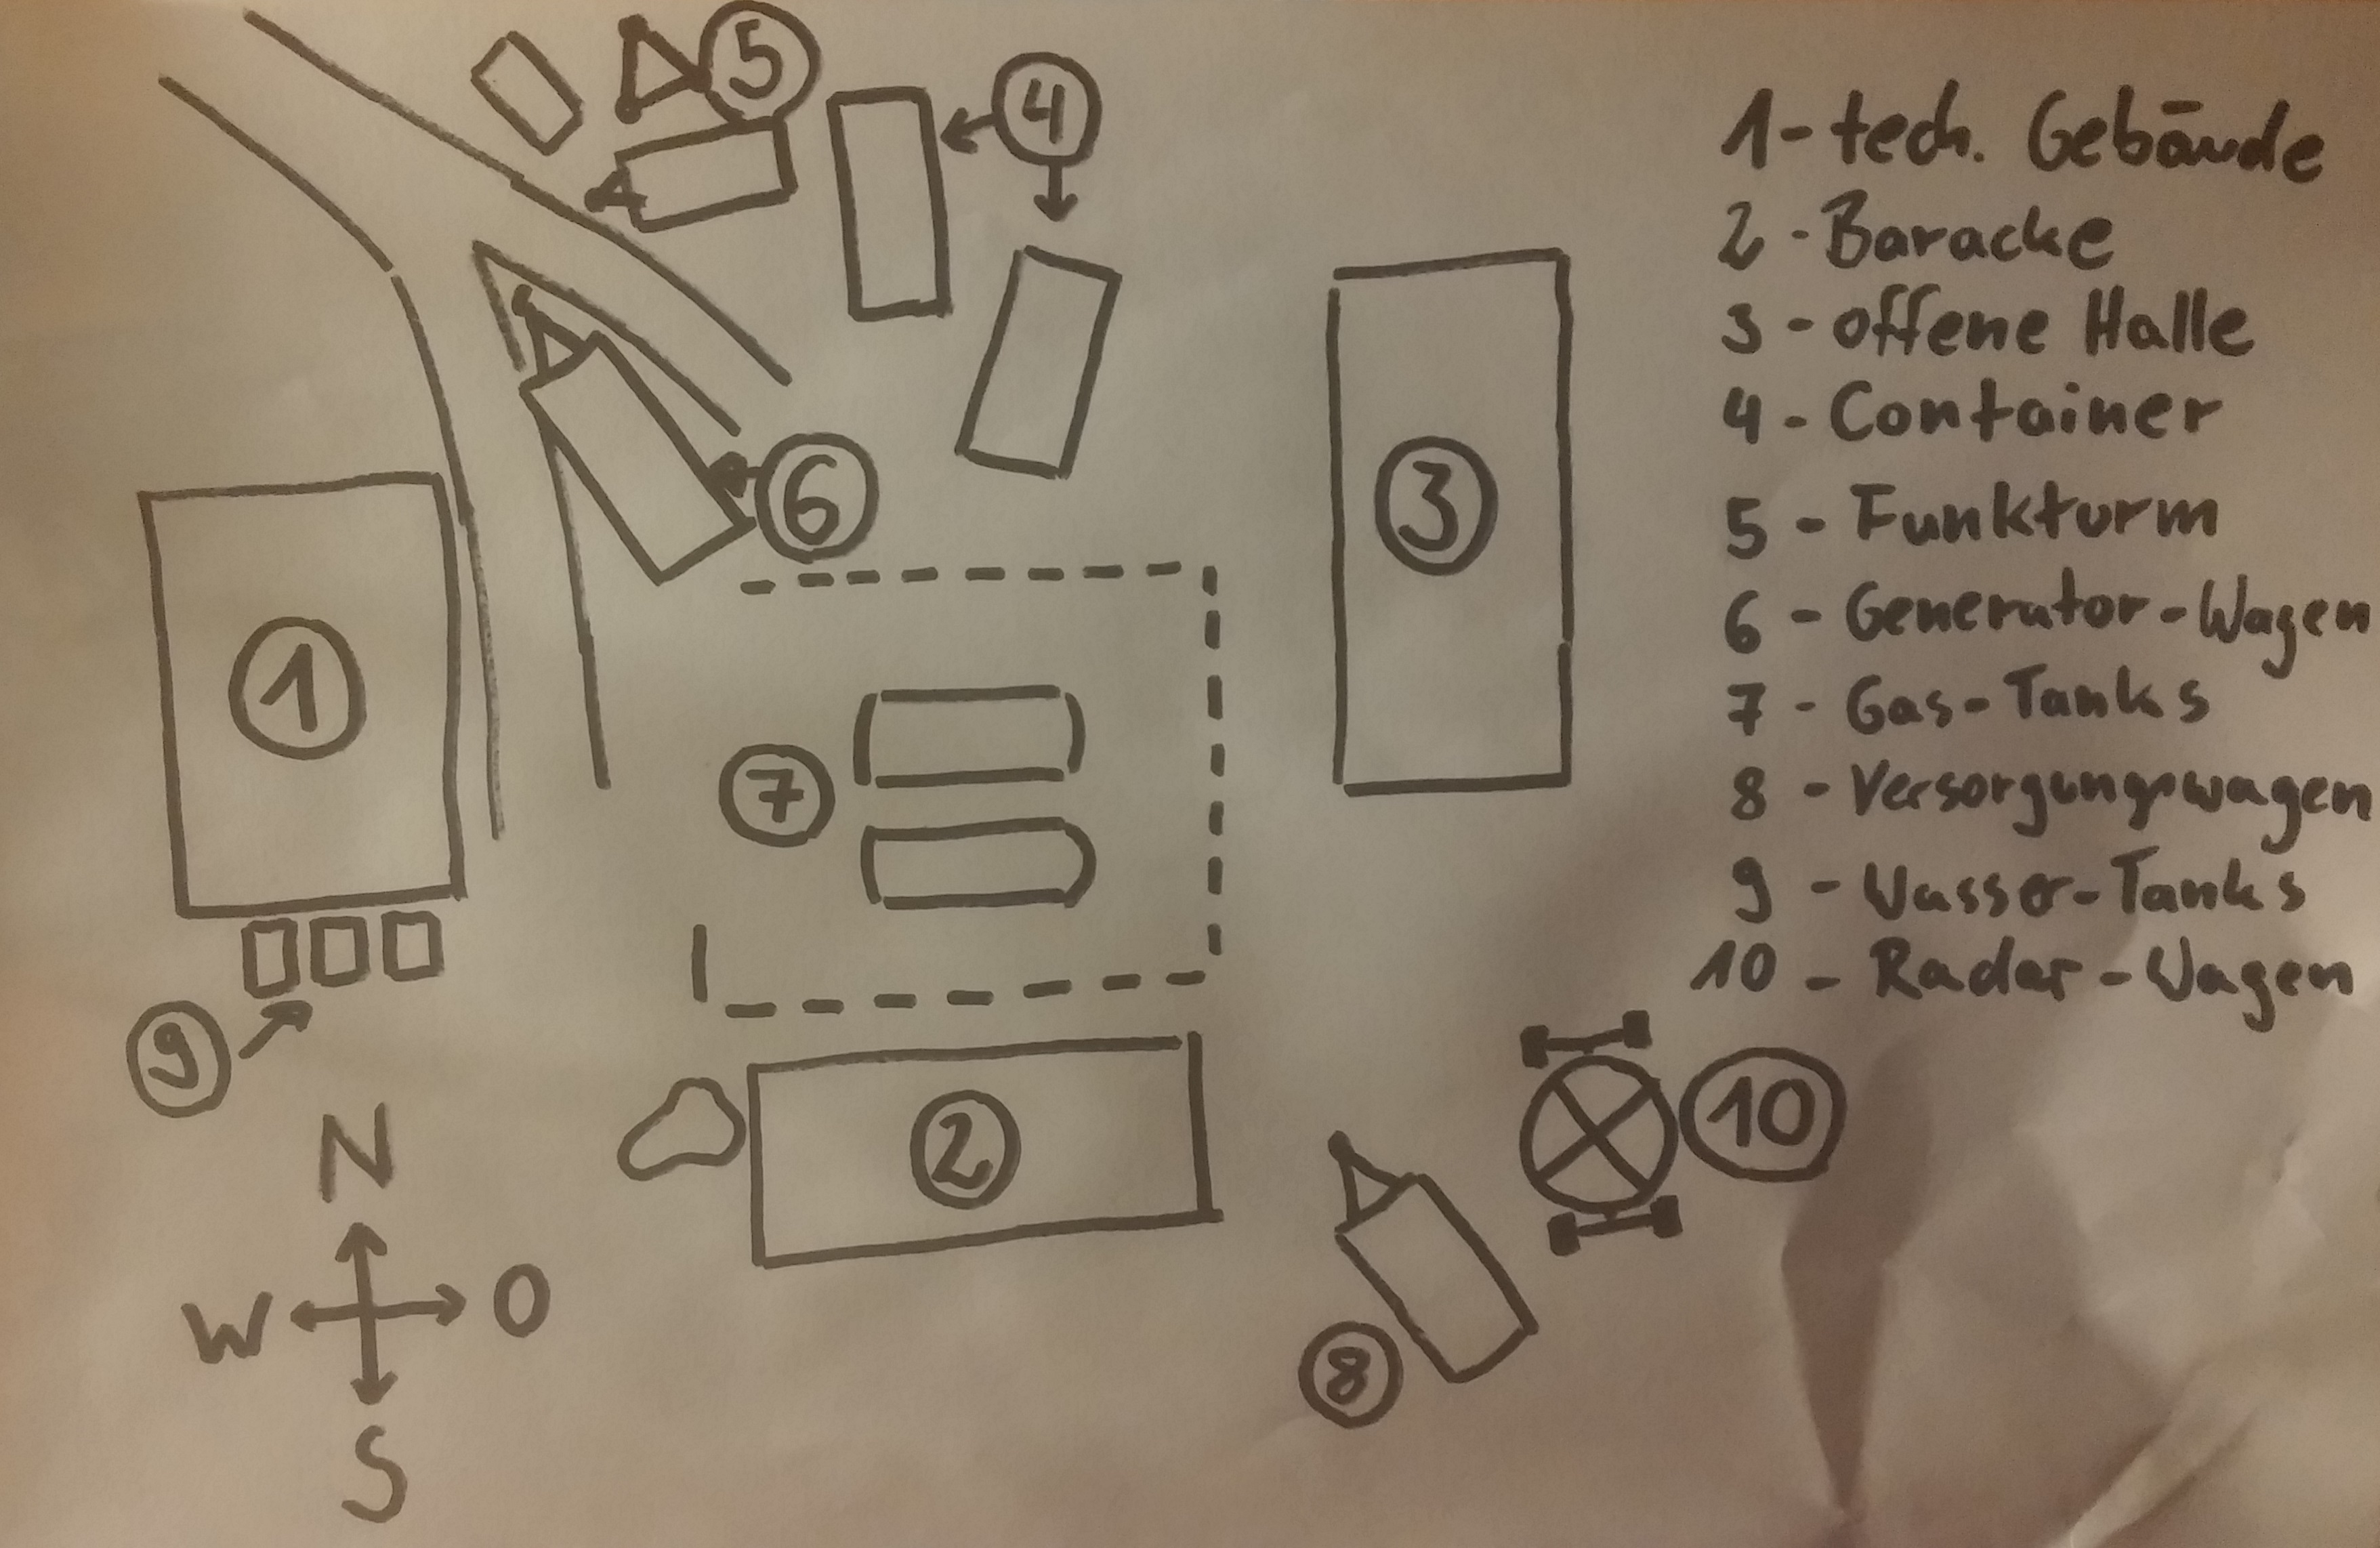 5
4
6
3
1
7
9
2
10
8
N
W O
S
1 - tech. Gebäude
2 - Baracke
3 - offene Halle
4 - Container
5 - Funkturm
6 - Generator-Wagen
7 - Gas-Tanks
8 - Versorgungswagen
9 - Wasser-Tanks
10 - Radar-Wagen